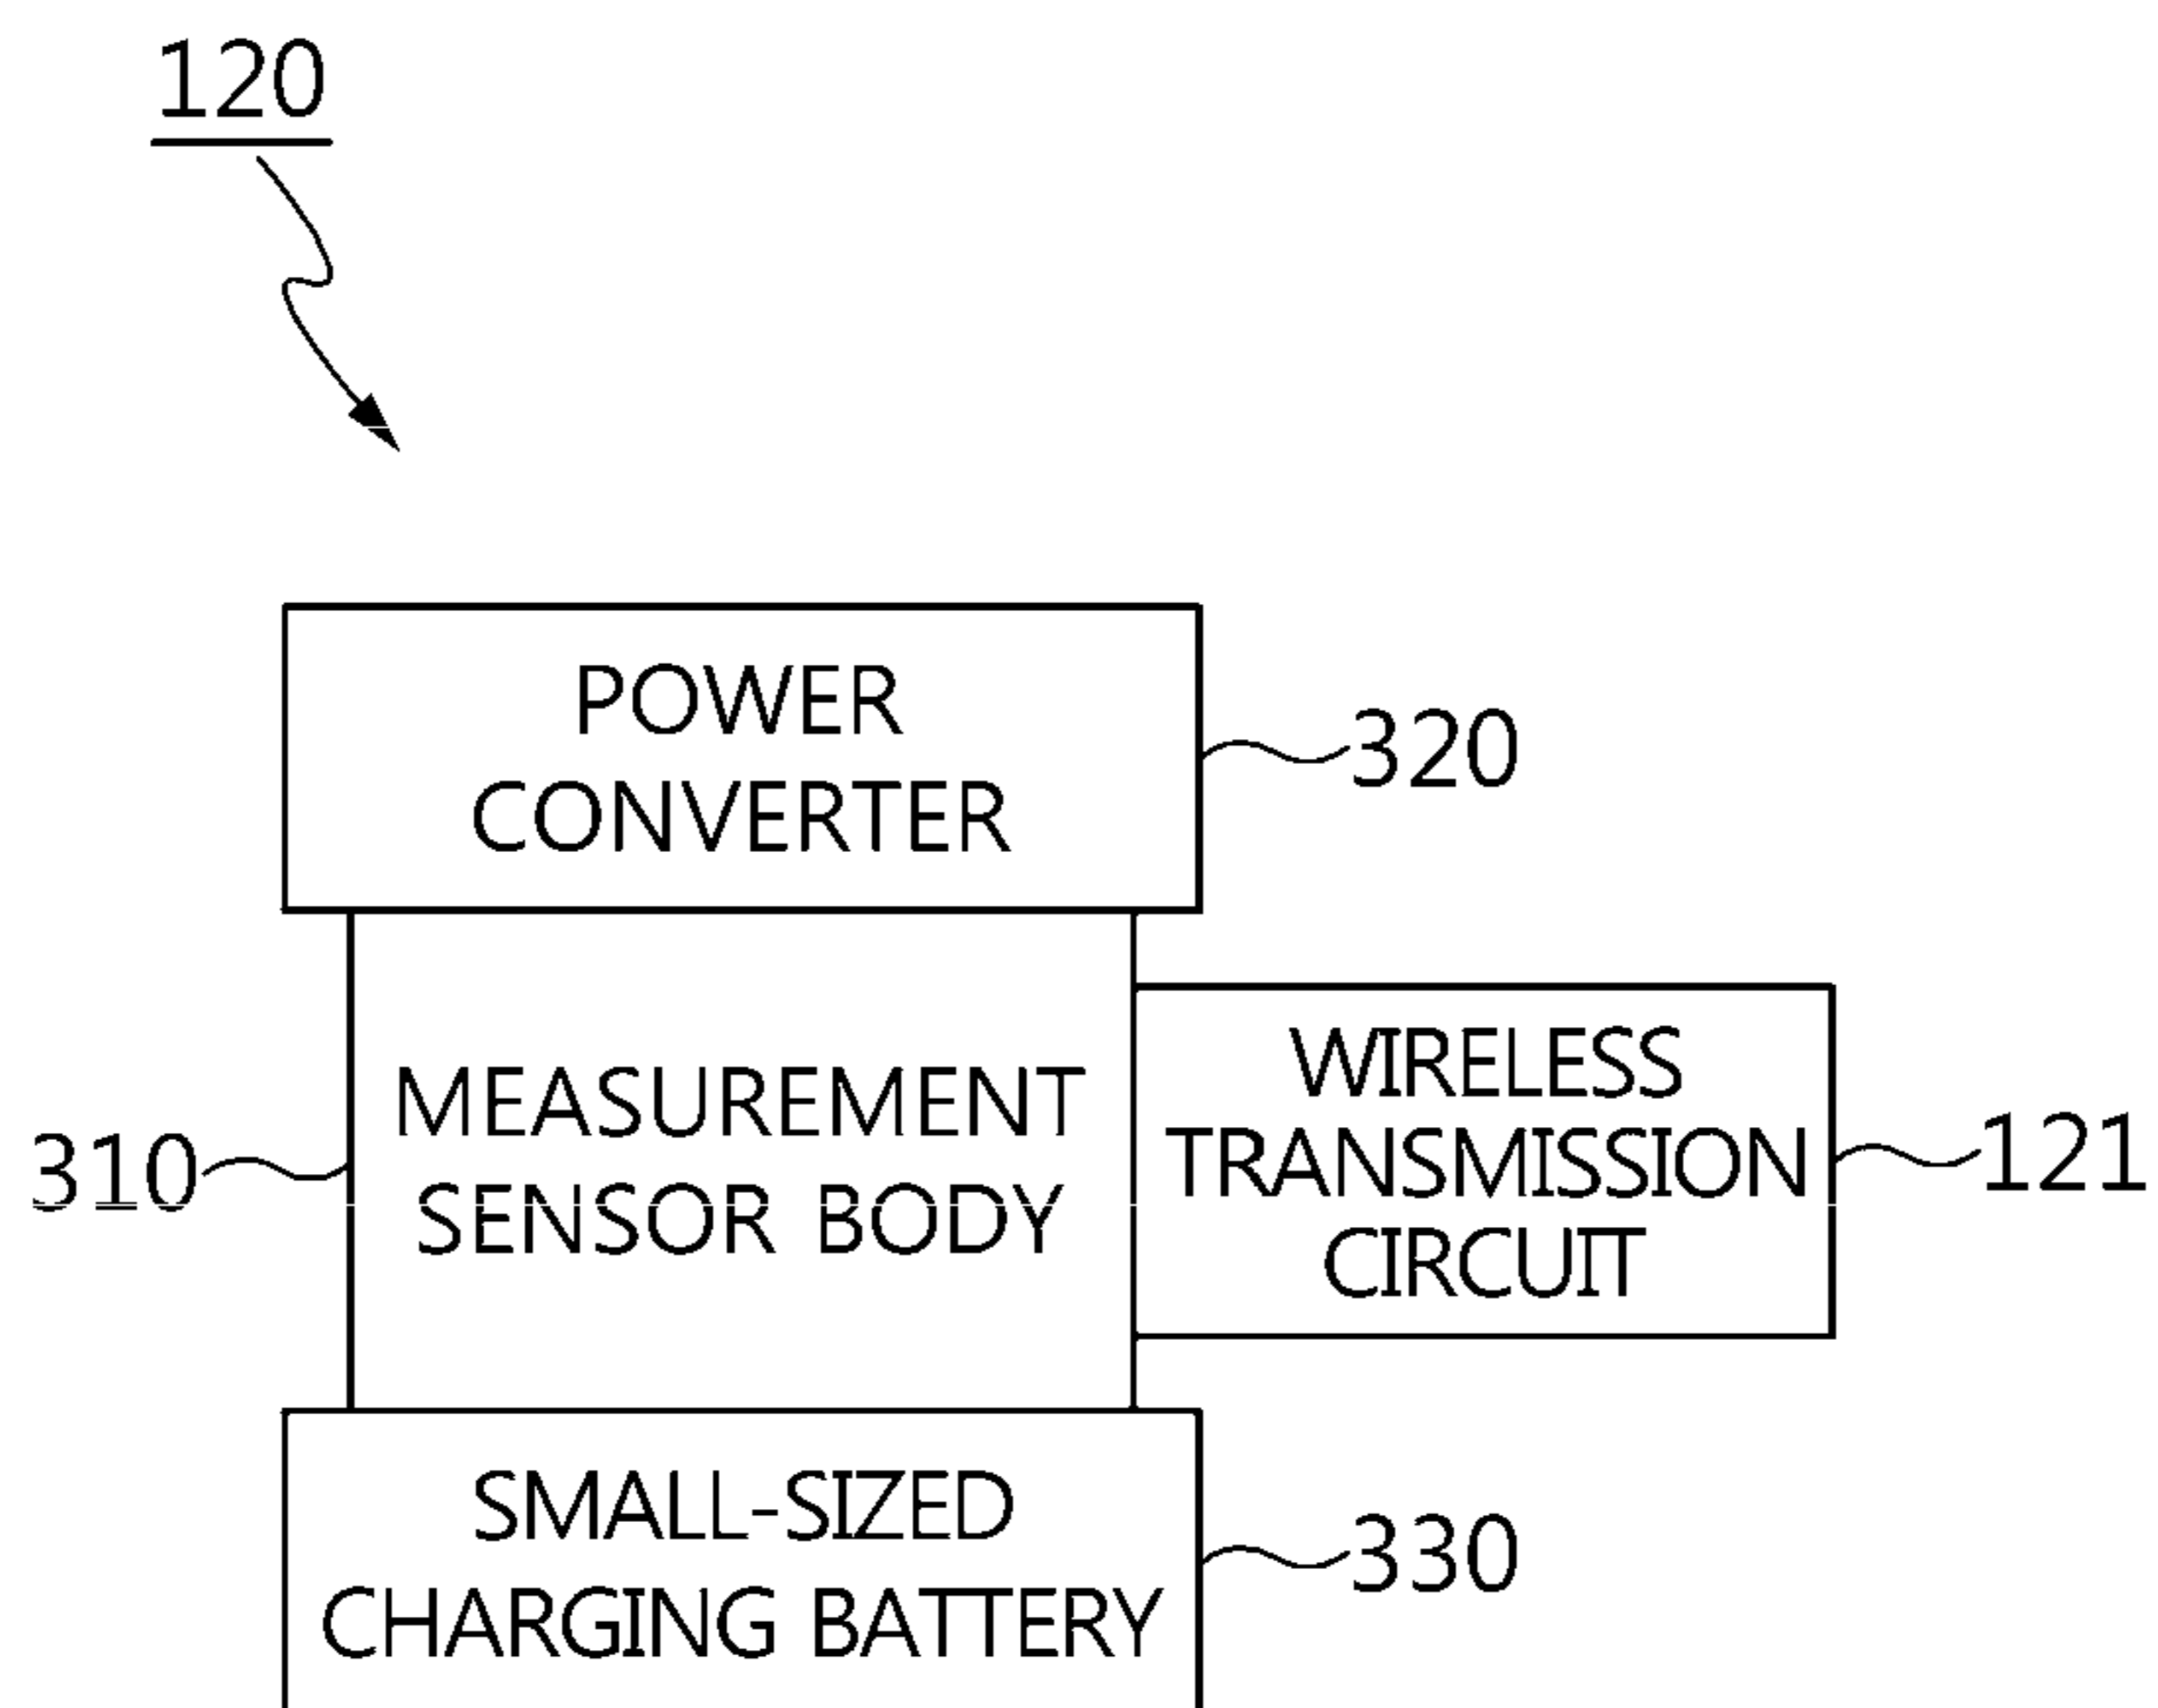 120
POWER
CONVERTER
320
MEASUREMENT
SENSOR BODY
310
WIRELESS
TRANSMISSION
CIRCUIT
121
SMALL-SIZED
CHARGING BATTERY
330